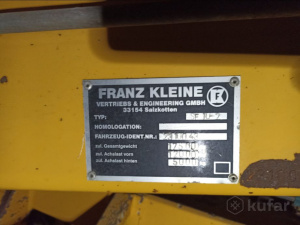 FRANZ KLEINE
VERTRIEBS & ENGINEERING GMBH
33154 Salzkotten
TYP:
HOMOLOGATION:
FAHRZEUG-IDENT.NR.:
zul. Gesamtgewicht
zul. Achslast vorn
zul. Achslast hinten
kufar